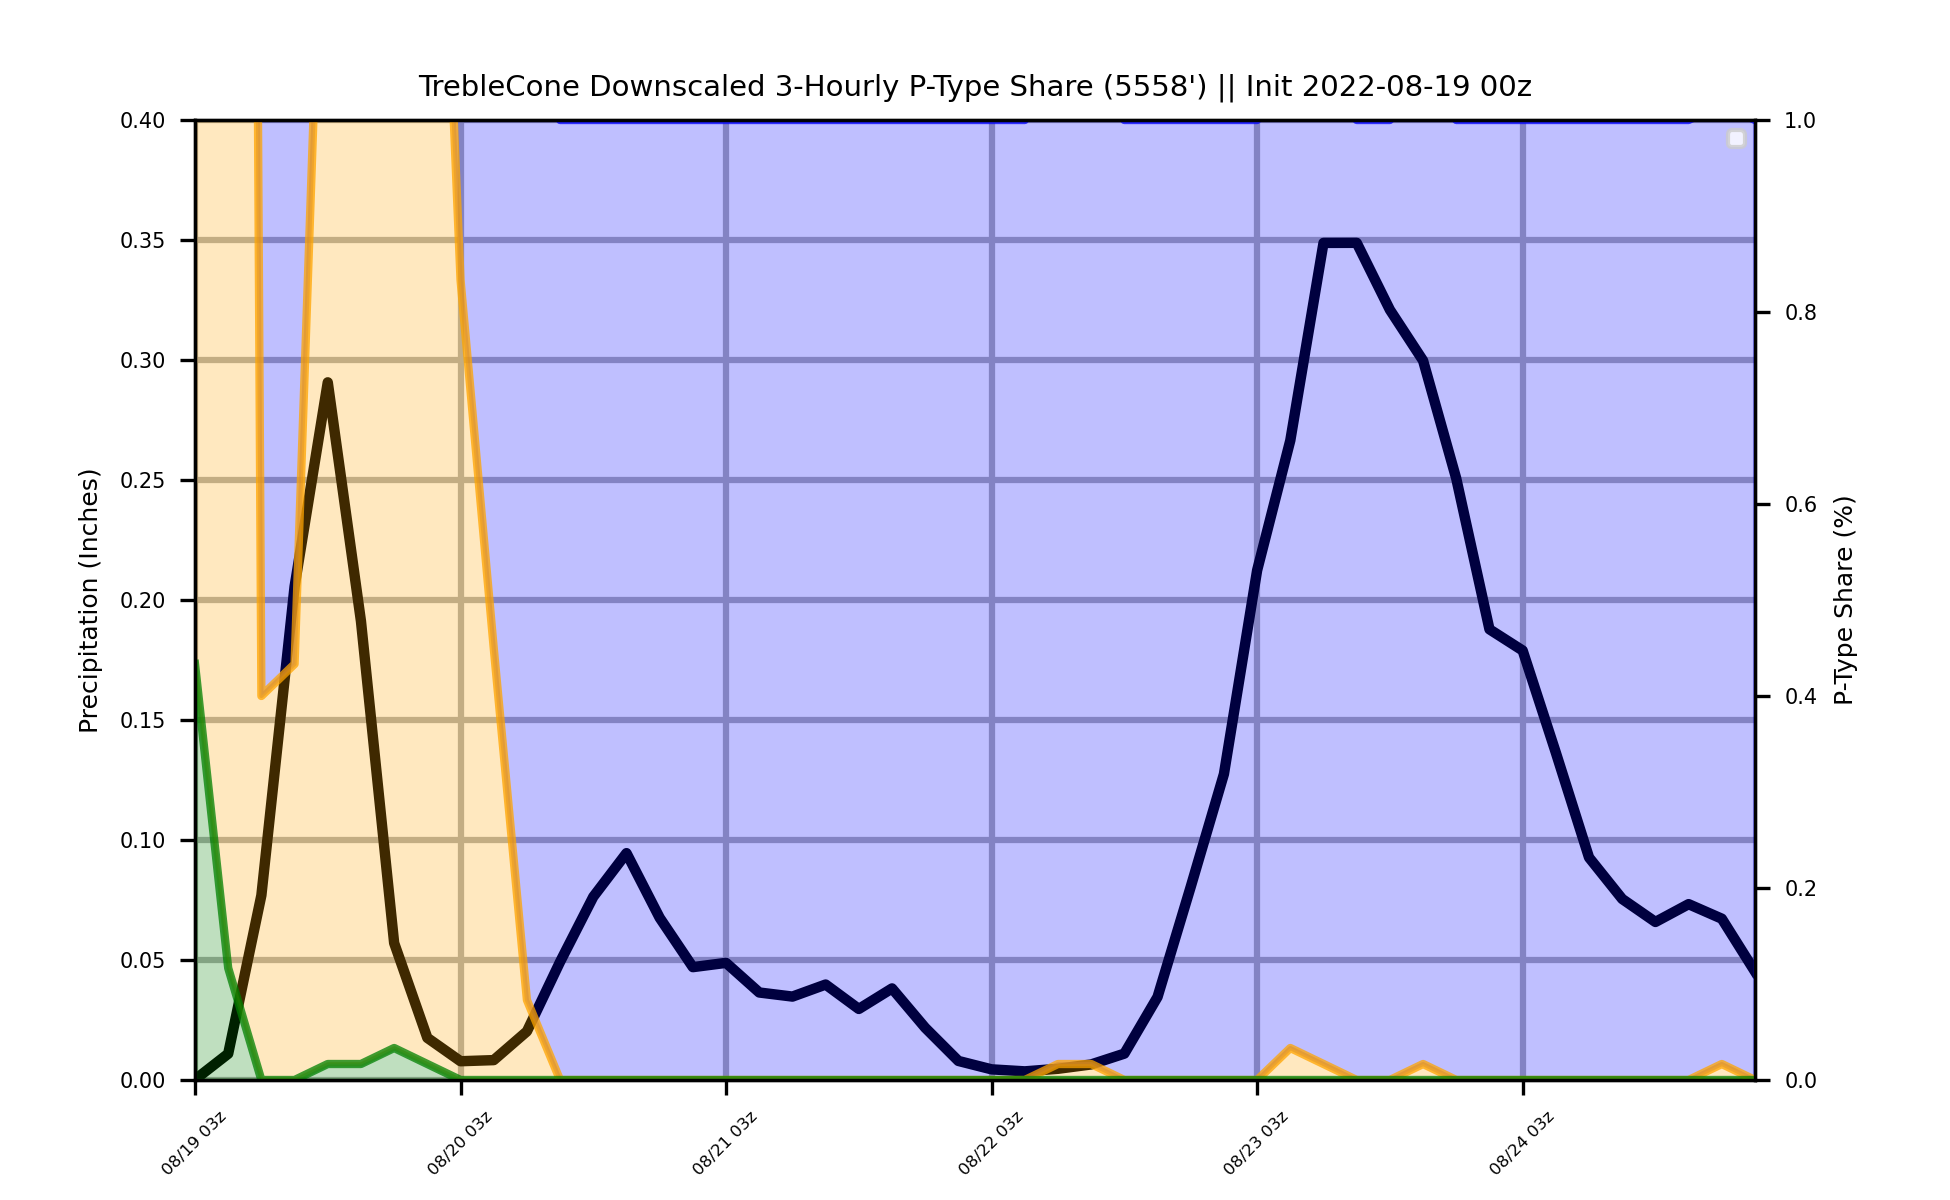 TrebleCone Downscaled 3-Hourly P-Type Share (5558') || Init 2022-08-19 00z
Precipitation (Inches)
0.40
0.35
0.30
0.25
0.20
0.15
0.10
0.05
0.00
1.0
0.8
0.6
0.4
0.2
0.0
P-Type Share (%)
08/19 03z
08/20 03z
08/21 03z
08/22 03z
08/23 03z
08/24 03z